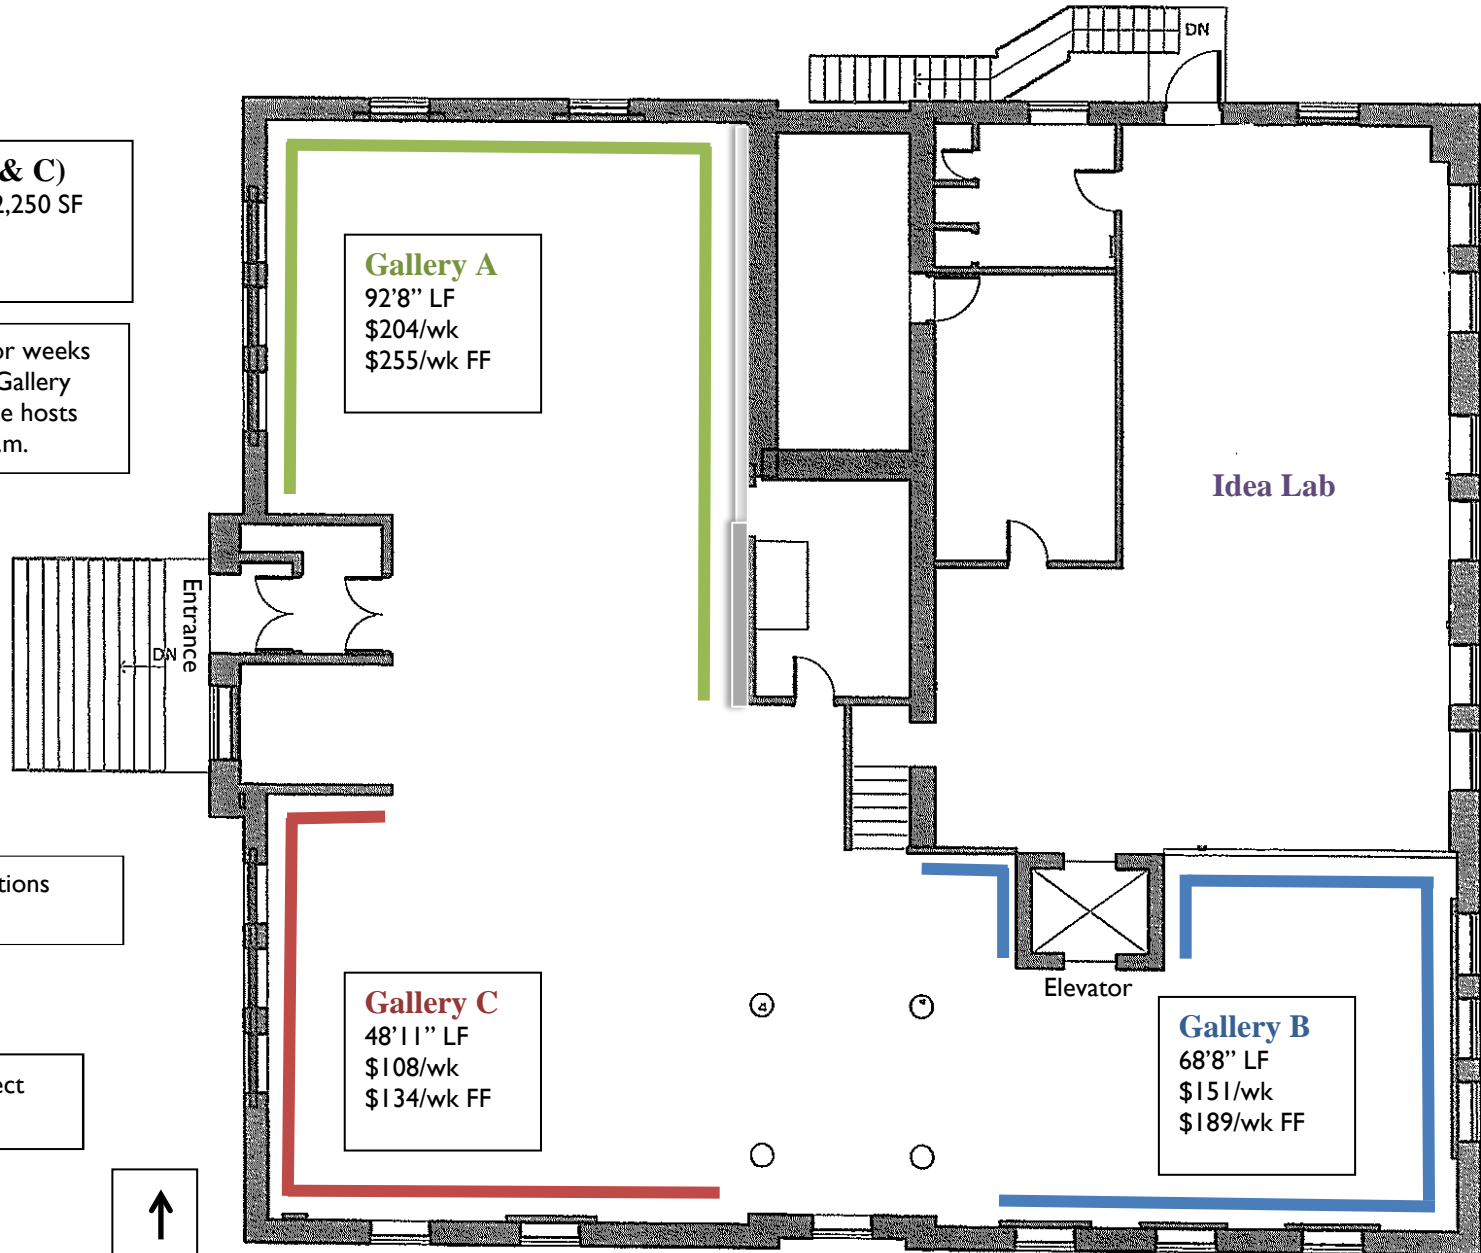 DN
& C)
2,250 SF
or weeks
Gallery
e hosts
.m.
Gallery A
92'8” LF
$204/wk
$255/wk FF
Idea Lab
Entrance
DN
tions
ect
Gallery C
48'11” LF
$108/wk
$134/wk FF
Elevator
Gallery B
68'8” LF
$151/wk
$189/wk FF